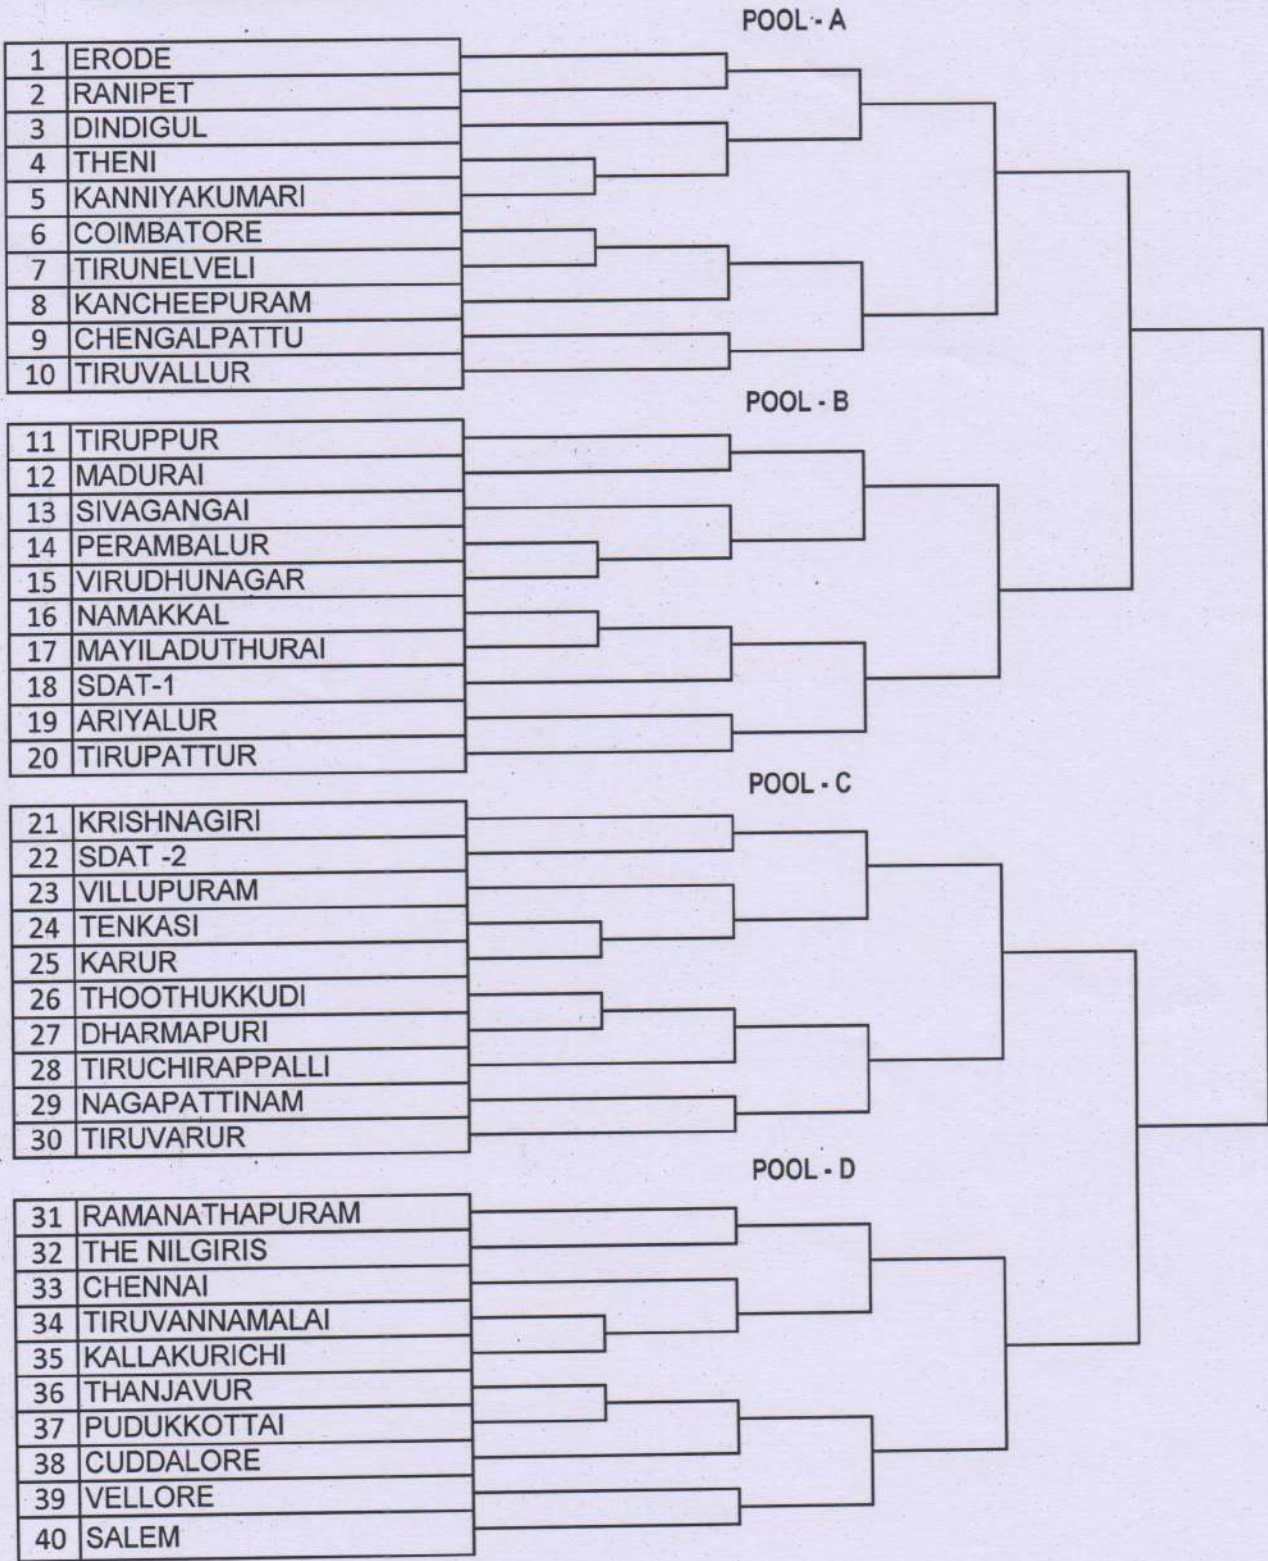 POOL - A
1 ERODE
2 RANIPET
3 DINDIGUL
4 THENI
5 KANNIYAKUMARI
6 COIMBATORE
7 TIRUNELVELI
8 KANCHEEPURAM
9 CHENGALPATTU
10 TIRUVALLUR
POOL - B
11 TIRUPPUR
12 MADURAI
13 SIVAGANGAI
14 PERAMBALUR
15 VIRUDHUNAGAR
16 NAMAKKAL
17 MAYILADUTHURAI
18 SDAT-1
19 ARIYALUR
20 TIRUPATTUR
POOL - C
21 KRISHNAGIRI
22 SDAT -2
23 VILLUPURAM
24 TENKASI
25 KARUR
26 THOOTHUKKUDI
27 DHARMAPURI
28 TIRUCHIRAPPALLI
29 NAGAPATTINAM
30 TIRUVARUR
POOL - D
31 RAMANATHAPURAM
32 THE NILGIRIS
33 CHENNAI
34 TIRUVANNAMALAI
35 KALLAKURICHI
36 THANJAVUR
37 PUDUKKOTTAI
38 CUDDALORE
39 VELLORE
40 SALEM